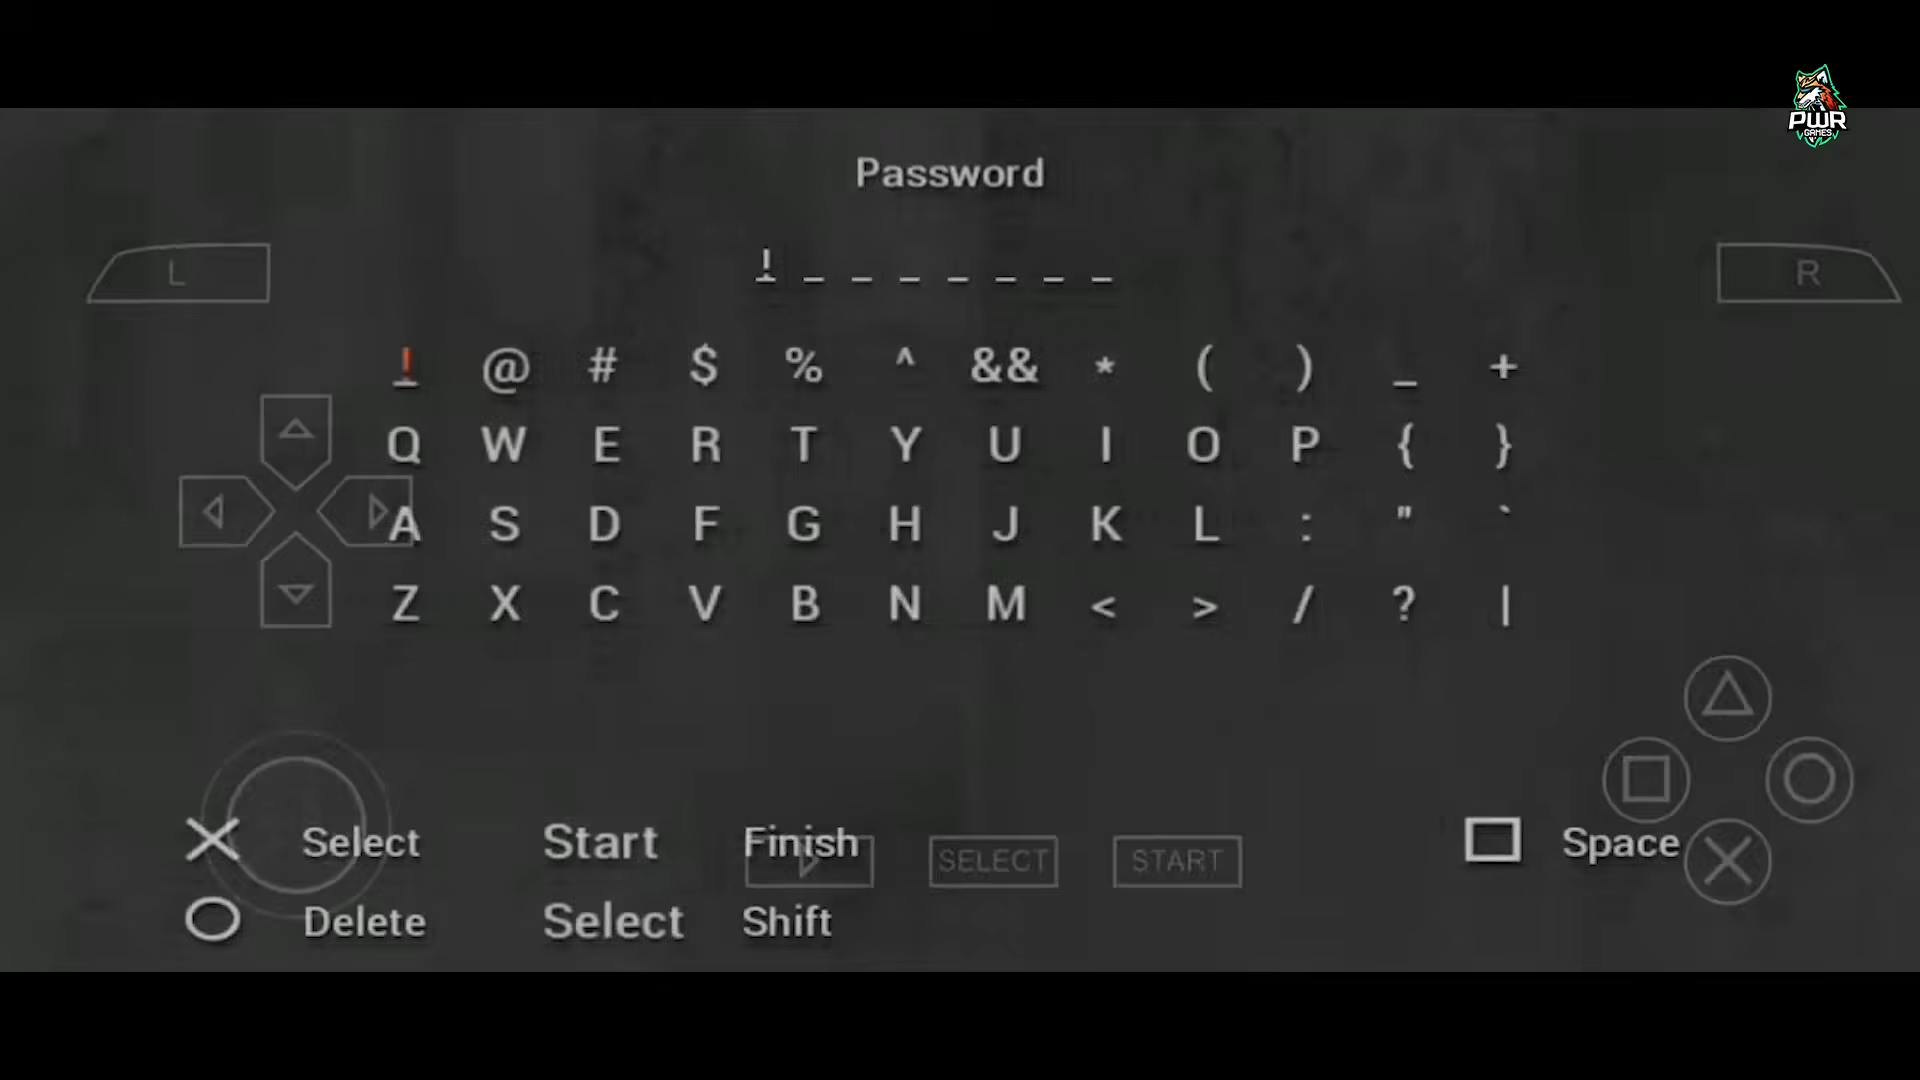 PWR
GAMES
Password
! _ _ _ _ _ _ _
L
R
! @ # $ % ^ && * ( ) _ +
Q W E R T Y U I O P { }
A S D F G H J K L : " `
Z X C V B N M < > / ? |
Select Start Finish SELECT START Space
Delete Select Shift